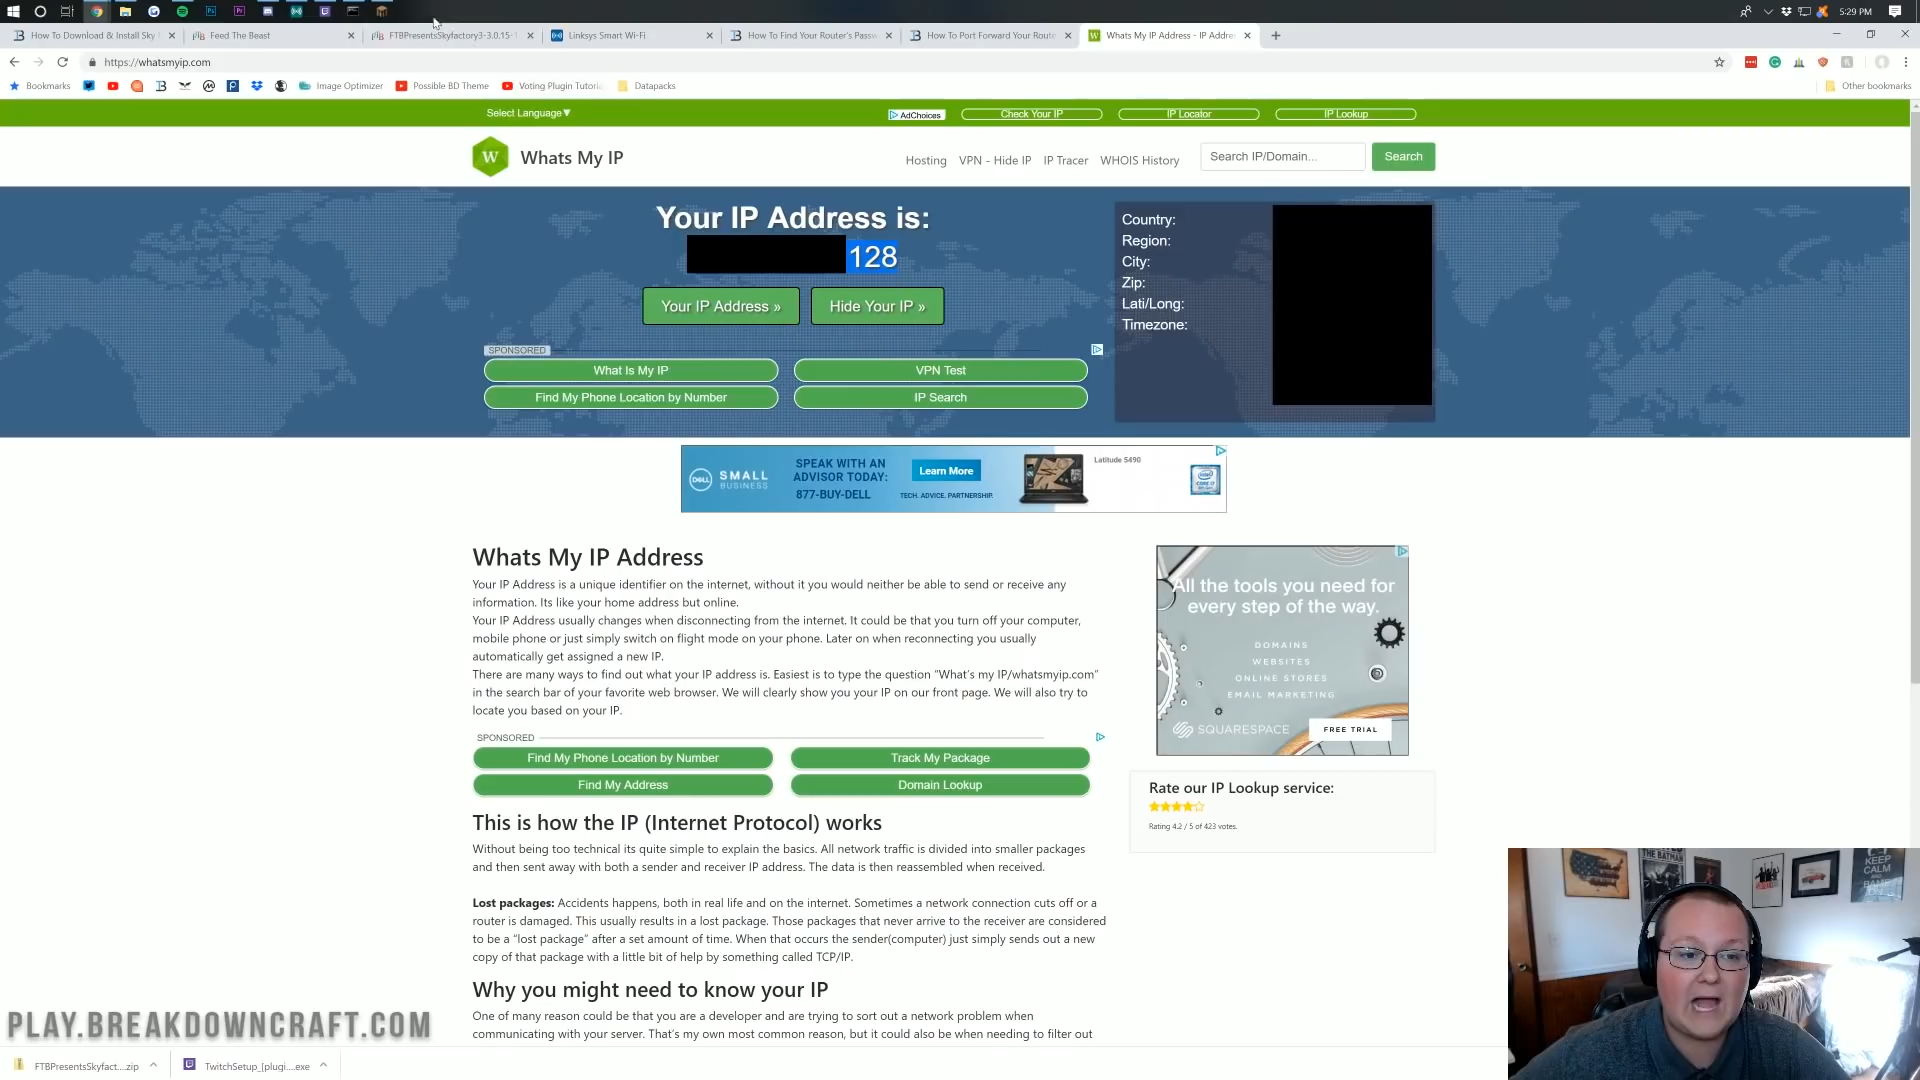 5:29 PM
How To Download & Install Sky
Feed The Beast
FTBPresentsSkyfactory3-3.0.15-
Linksys Smart Wi-Fi
How To Find Your Router's Passw
How To Port Forward Your Route
Whats My IP Address - IP Addre
https://whatsmyip.com
Bookmarks
Image Optimizer
Possible BD Theme
Voting Plugin Tutoria
Datapacks
Other bookmarks
Select Language▼
AdChoices
Check Your IP
IP Locator
IP Lookup
W
Whats My IP
Hosting
VPN - Hide IP
IP Tracer
WHOIS History
Search IP/Domain...
Search
Your IP Address is:
128
Your IP Address »
Hide Your IP »
Country:
Region:
City:
Zip:
Lati/Long:
Timezone:
SPONSORED
What Is My IP
VPN Test
Find My Phone Location by Number
IP Search
DELL
SMALL
BUSINESS
SPEAK WITH AN
ADVISOR TODAY:
877-BUY-DELL
Learn More
TECH. ADVICE. PARTNERSHIP.
Latitude 5490
Whats My IP Address
Your IP Address is a unique identifier on the internet, without it you would neither be able to send or receive any
information. Its like your home address but online.
Your IP Address usually changes when disconnecting from the internet. It could be that you turn off your computer,
mobile phone or just simply switch on flight mode on your phone. Later on when reconnecting you usually
automatically get assigned a new IP.
There are many ways to find out what your IP address is. Easiest is to type the question "What's my IP/whatsmyip.com"
in the search bar of your favorite web browser. We will clearly show you your IP on our front page. We will also try to
locate you based on your IP.
All the tools you need for
every step of the way.
DOMAINS
WEBSITES
ONLINE STORES
EMAIL MARKETING
SQUARESPACE
FREE TRIAL
SPONSORED
Find My Phone Location by Number
Track My Package
Find My Address
Domain Lookup
Rate our IP Lookup service:
Rating 4.2 / 5 of 423 votes.
This is how the IP (Internet Protocol) works
Without being too technical its quite simple to explain the basics. All network traffic is divided into smaller packages
and then sent away with both a sender and receiver IP address. The data is then reassembled when received.
Lost packages: Accidents happens, both in real life and on the internet. Sometimes a network connection cuts off or a
router is damaged. This usually results in a lost package. Those packages that never arrive to the receiver are considered
to be a "lost package" after a set amount of time. When that occurs the sender(computer) just simply sends out a new
copy of that package with a little bit of help by something called TCP/IP.
Why you might need to know your IP
One of many reason could be that you are a developer and are trying to sort out a network problem when
communicating with your server. That's my own most common reason, but it could also be when needing to filter out
PLAY.BREAKDOWNCRAFT.COM
THE BATMAN
KEEP
CALM
AND
FTBPresentsSkyfact....zip
TwitchSetup_[plugi....exe